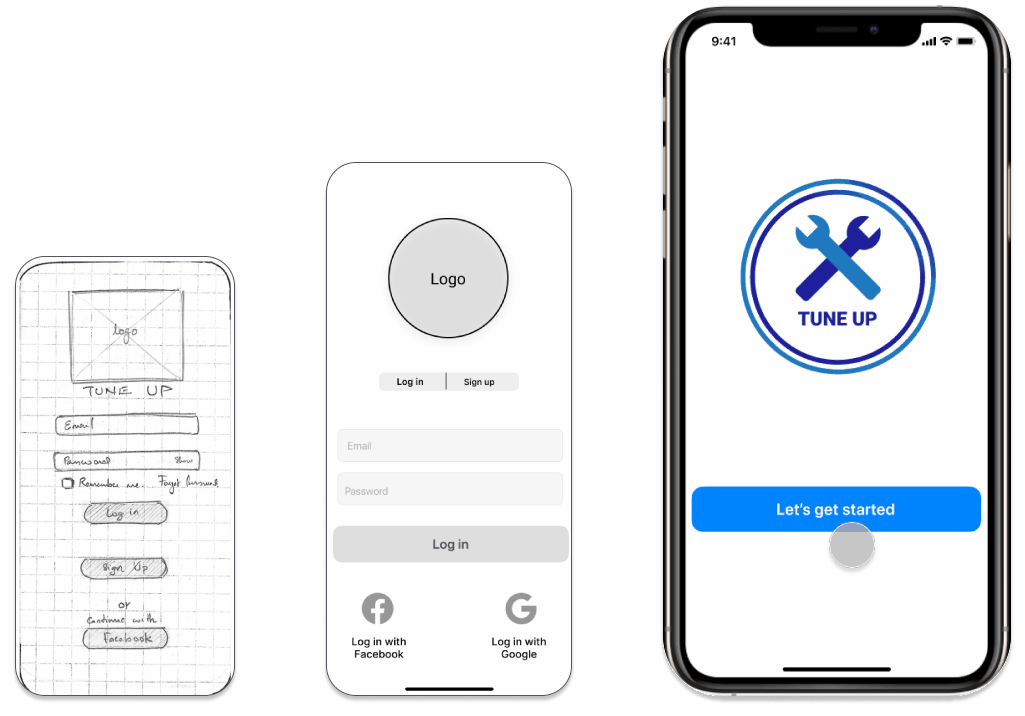 logo
TUNE UP
Email
Password Show
Remember me. Forgot Password
Log in
Sign Up
or
continue with
Facebook
Logo
Log in Sign up
Email
Password
Log in
Log in with
Facebook
Log in with
Google
9:41
TUNE UP
Let's get started